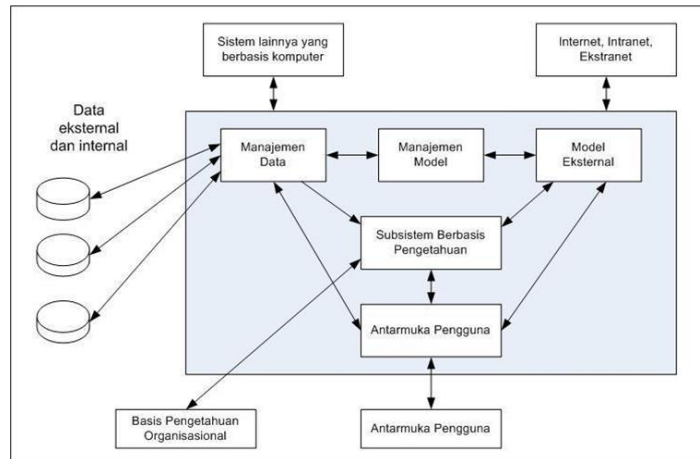 Sistem lainnya yang
berbasis komputer
Internet, Intranet,
Ekstranet
Data
eksternal
dan internal
Manajemen
Data
Manajemen
Model
Model
Eksternal
Subsistem Berbasis
Pengetahuan
Antarmuka Pengguna
Basis Pengetahuan
Organisasional
Antarmuka Pengguna